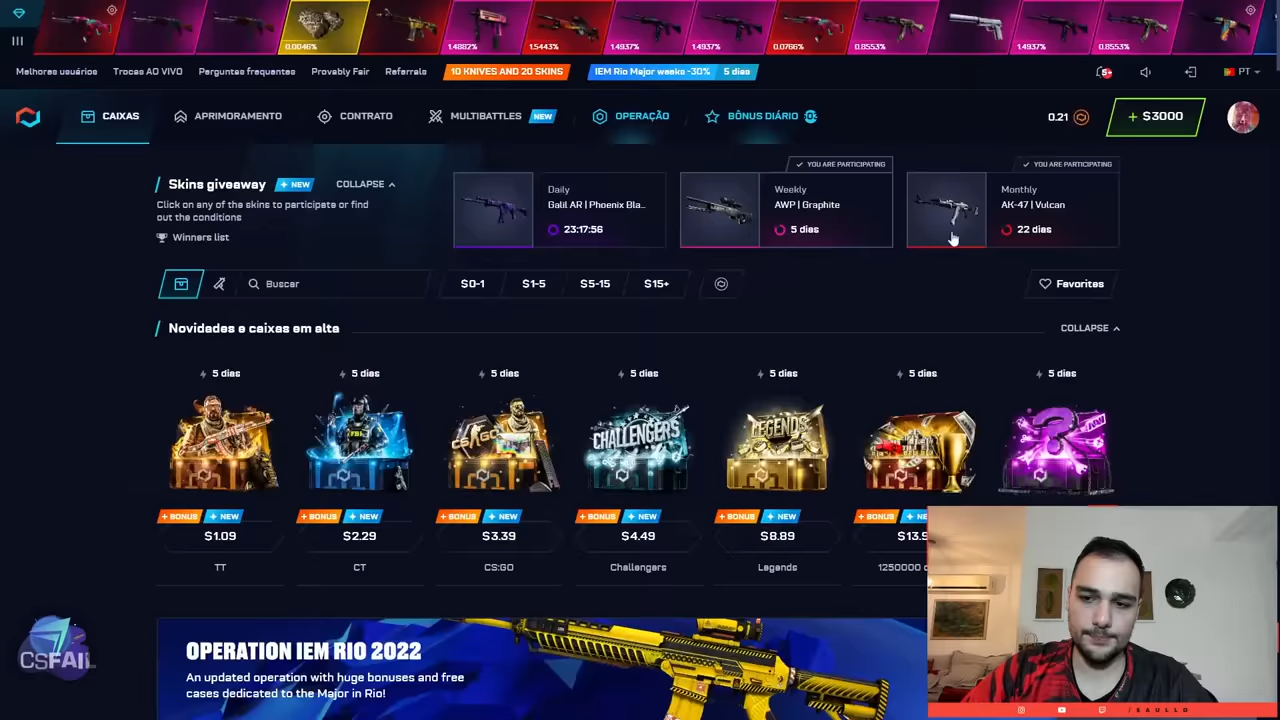 0.0046%
1.4882%
1.5443%
1.4937%
1.4937%
0.0766%
0.8553%
1.4937%
0.8553%
Melhores usuários
Trocas AO VIVO
Perguntas frequentes
Provably Fair
Referrals
10 KNIVES AND 20 SKINS
IEM Rio Major weeks -30%
5 dias
5+
PT
CAIXAS
APRIMORAMENTO
CONTRATO
MULTIBATTLES
NEW
OPERAÇÃO
BÔNUS DIÁRIO
0.21
+ $3000
Skins giveaway
+ NEW
COLLAPSE
Click on any of the skins to participate or find
out the conditions
Winners list
Daily
Galil AR | Phoenix Bla...
23:17:56
YOU ARE PARTICIPATING
Weekly
AWP | Graphite
5 dias
YOU ARE PARTICIPATING
Monthly
AK-47 | Vulcan
22 dias
Buscar
$0-1
$1-5
$5-15
$15+
Favorites
Novidades e caixas em alta
COLLAPSE
5 dias
5 dias
5 dias
5 dias
5 dias
5 dias
5 dias
FBI
CS:GO
CHALLENGERS
LEGENDS
+ BONUS
+ NEW
+ BONUS
+ NEW
+ BONUS
+ NEW
+ BONUS
+ NEW
+ BONUS
+ NEW
+ BONUS
+ NE
$1.09
$2.29
$3.39
$4.49
$8.89
$13.5
TT
CT
CS:GO
Challengers
Legends
1250000
OPERATION IEM RIO 2022
An updated operation with huge bonuses and free
cases dedicated to the Major in Rio!
CSFAIL
/SAULLO